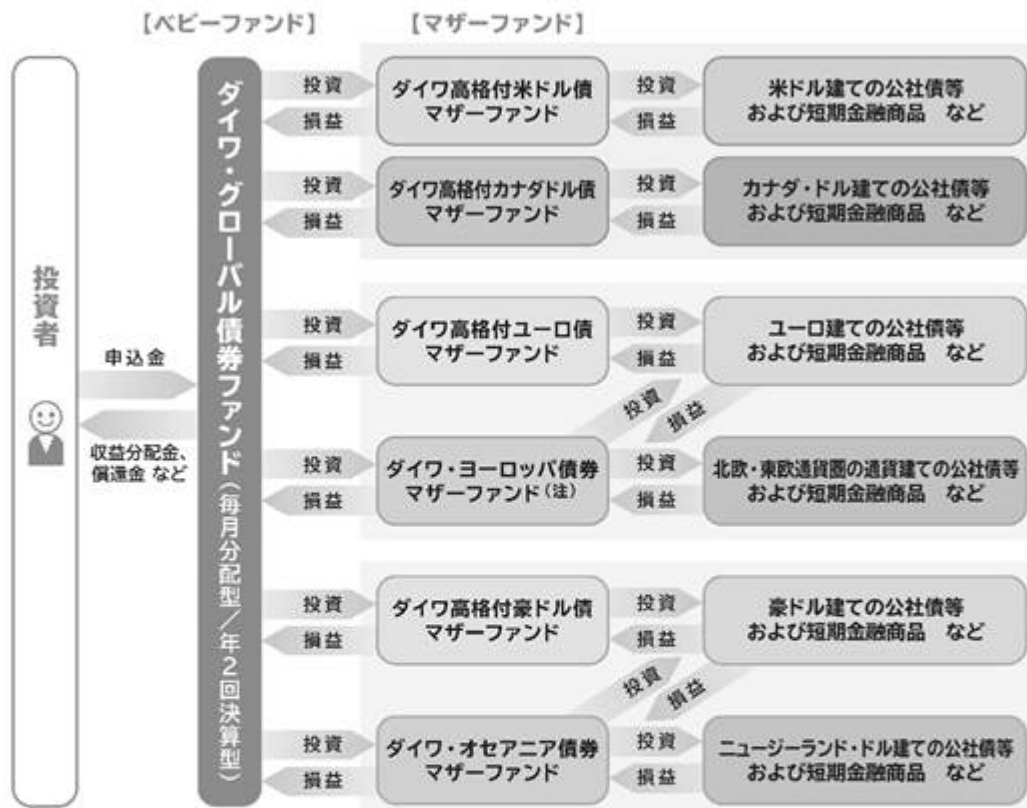 【ベビーファンド】
【マザーファンド】
投資者
申込金
収益分配金、
償還金 など
ダイワ・グローバル債券ファンド(毎月分配型/年2回決算型)
投資
損益
ダイワ高格付米ドル債
マザーファンド
投資
損益
米ドル建ての公社債等
および短期金融商品 など
投資
損益
ダイワ高格付カナダドル債
マザーファンド
投資
損益
カナダ・ドル建ての公社債等
および短期金融商品 など
投資
損益
ダイワ高格付ユーロ債
マザーファンド
投資
損益
ユーロ建ての公社債等
および短期金融商品 など
投資
損益
投資
損益
ダイワ・ヨーロッパ債券
マザーファンド(注)
投資
損益
北欧・東欧通貨圏の通貨建ての公社債等
および短期金融商品 など
投資
損益
ダイワ高格付豪ドル債
マザーファンド
投資
損益
豪ドル建ての公社債等
および短期金融商品 など
投資
損益
投資
損益
ダイワ・オセアニア債券
マザーファンド
投資
損益
ニュージーランド・ドル建ての公社債等
および短期金融商品 など